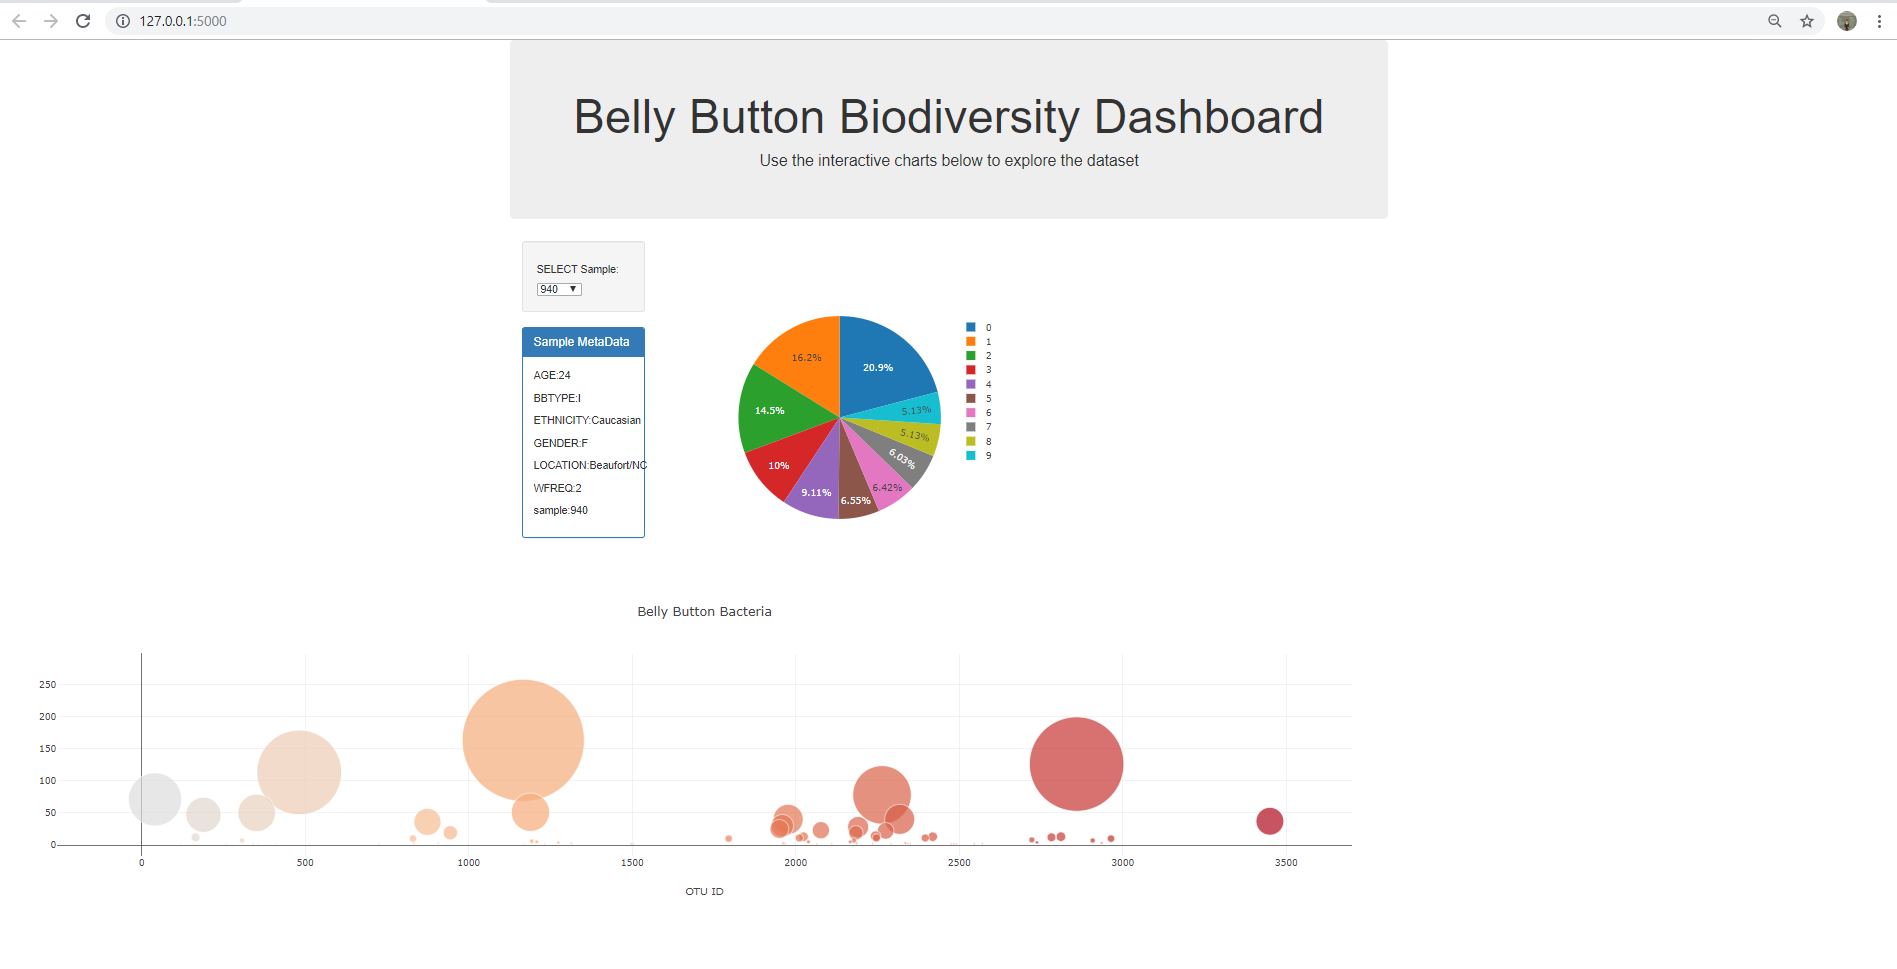 127.0.0.1:5000
Belly Button Biodiversity Dashboard
Use the interactive charts below to explore the dataset
SELECT Sample:
940
Sample MetaData
AGE:24
BBTYPE:I
ETHNICITY:Caucasian
GENDER:F
LOCATION:Beaufort/NC
WFREQ:2
sample:940
20.9%
16.2%
14.5%
10%
9.11%
6.55%
6.42%
6.03%
5.13%
5.13%
0
1
2
3
4
5
6
7
8
9
Belly Button Bacteria
250
200
150
100
50
0
0 500 1000 1500 2000 2500 3000 3500
OTU ID